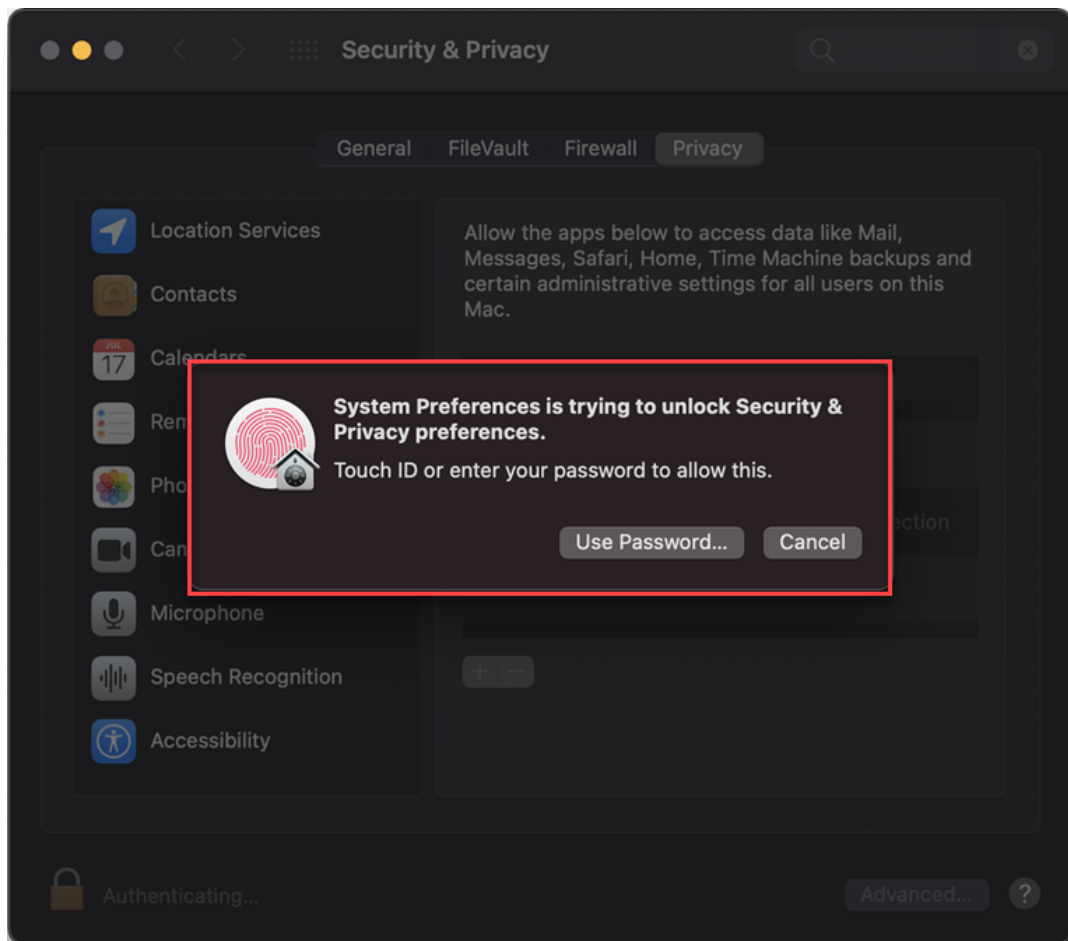 Security & Privacy
General FileVault Firewall Privacy
Location Services
Contacts
JUL
17
Calendars
Microphone
Speech Recognition
Accessibility
Allow the apps below to access data like Mail,
Messages, Safari, Home, Time Machine backups and
certain administrative settings for all users on this
Mac.
System Preferences is trying to unlock Security &
Privacy preferences.
Touch ID or enter your password to allow this.
Use Password... Cancel
+ −
Authenticating...
Advanced... ?